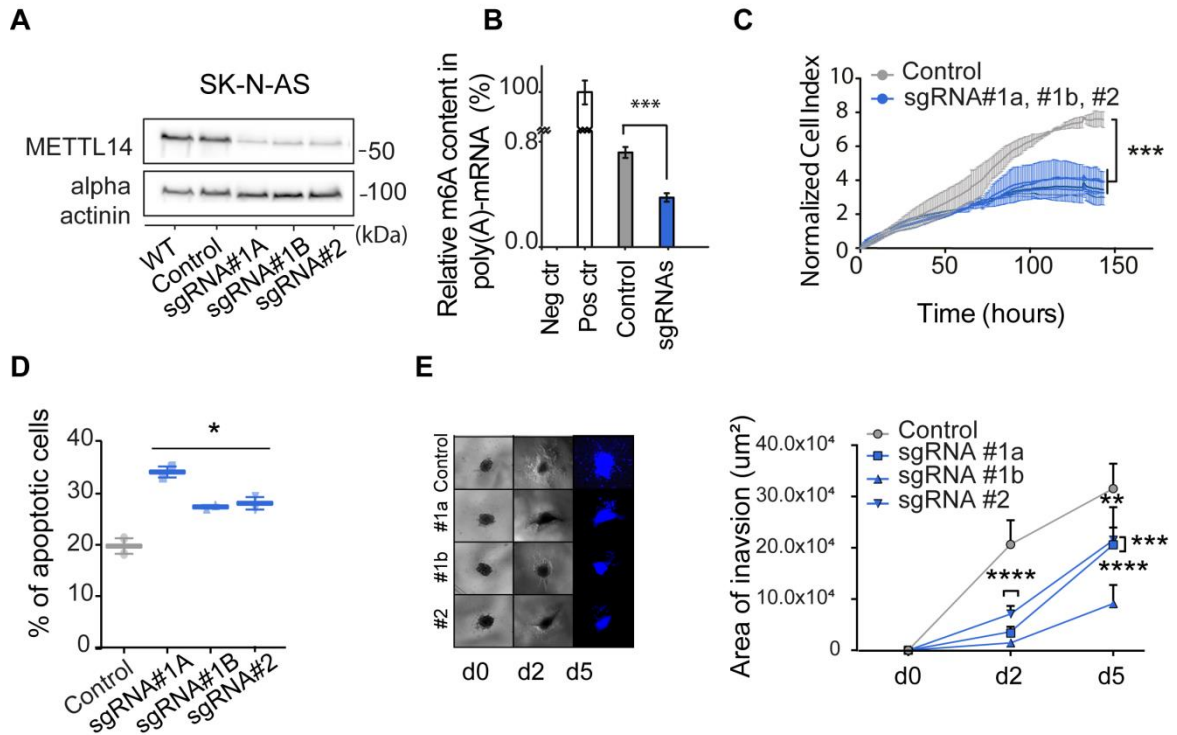 A
SK-N-AS
METTL14
-50
alpha
actinin
-100
(kDa)
WT
Control
sgRNA#1A
sgRNA#1B
sgRNA#2
B
Relative m6A content in
poly(A)-mRNA (%)
100
0.8
0.0
***
Neg ctr
Pos ctr
Control
sgRNAs
C
Normalized Cell Index
10
8
6
4
2
0
Control
sgRNA#1a, #1b, #2
***
0
50
100
150
Time (hours)
D
% of apoptotic cells
40
30
20
10
0
*
Control
sgRNA#1A
sgRNA#1B
sgRNA#2
E
Control
#1a
#1b
#2
d0 d2 d5
Area of inavsion (um²)
40.0x10⁴
30.0x10⁴
20.0x10⁴
10.0x10⁴
0
Control
sgRNA #1a
sgRNA #1b
sgRNA #2
****
**
***
****
d0
d2
d5